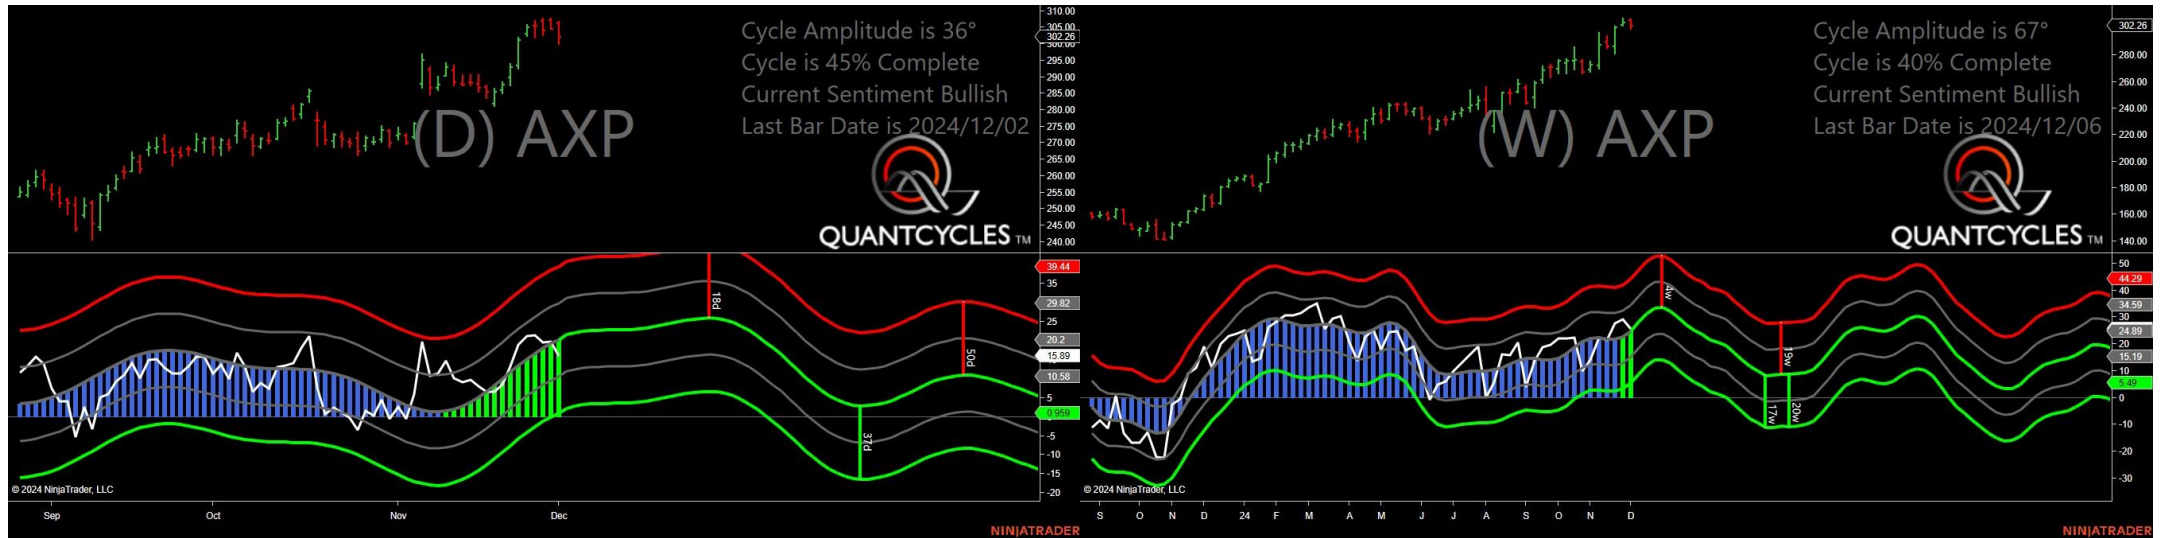 Cycle Amplitude is 36°
Cycle is 45% Complete
Current Sentiment Bullish
Last Bar Date is 2024/12/02
(D) AXP
QUANTCYCLES TM
310.00
305.00
302.26
300.00
295.00
290.00
285.00
280.00
275.00
270.00
265.00
260.00
255.00
250.00
245.00
240.00
39.44
35
29.82
25
20.2
15.89
10.58
5
0.959
-5
-10
-15
-20
18d
50d
37d
© 2024 NinjaTrader, LLC
Sep Oct Nov Dec
NINJATRADER
Cycle Amplitude is 67°
Cycle is 40% Complete
Current Sentiment Bullish
Last Bar Date is 2024/12/06
(W) AXP
QUANTCYCLES TM
302.26
280.00
260.00
240.00
220.00
200.00
180.00
160.00
140.00
50
44.29
40
34.59
30
24.89
20
15.19
10
5.49
0
-10
-20
-30
4w
19w
17w
20w
© 2024 NinjaTrader, LLC
S O N D 24 F M A M J J A S O N D
NINJATRADER